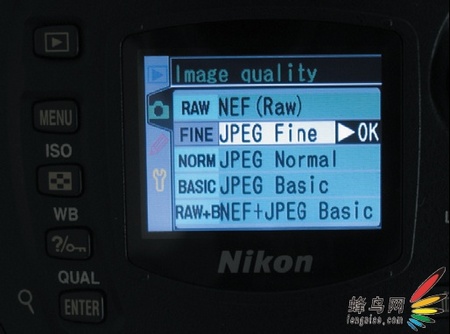 Image quality
RAW NEF(Raw)
FINE JPEG Fine ▶OK
NORM JPEG Normal
BASIC JPEG Basic
RAW+B NEF+JPEG Basic
MENU
ISO
WB
?/
QUAL
ENTER
Nikon
L
蜂鸟网
fengniao.com